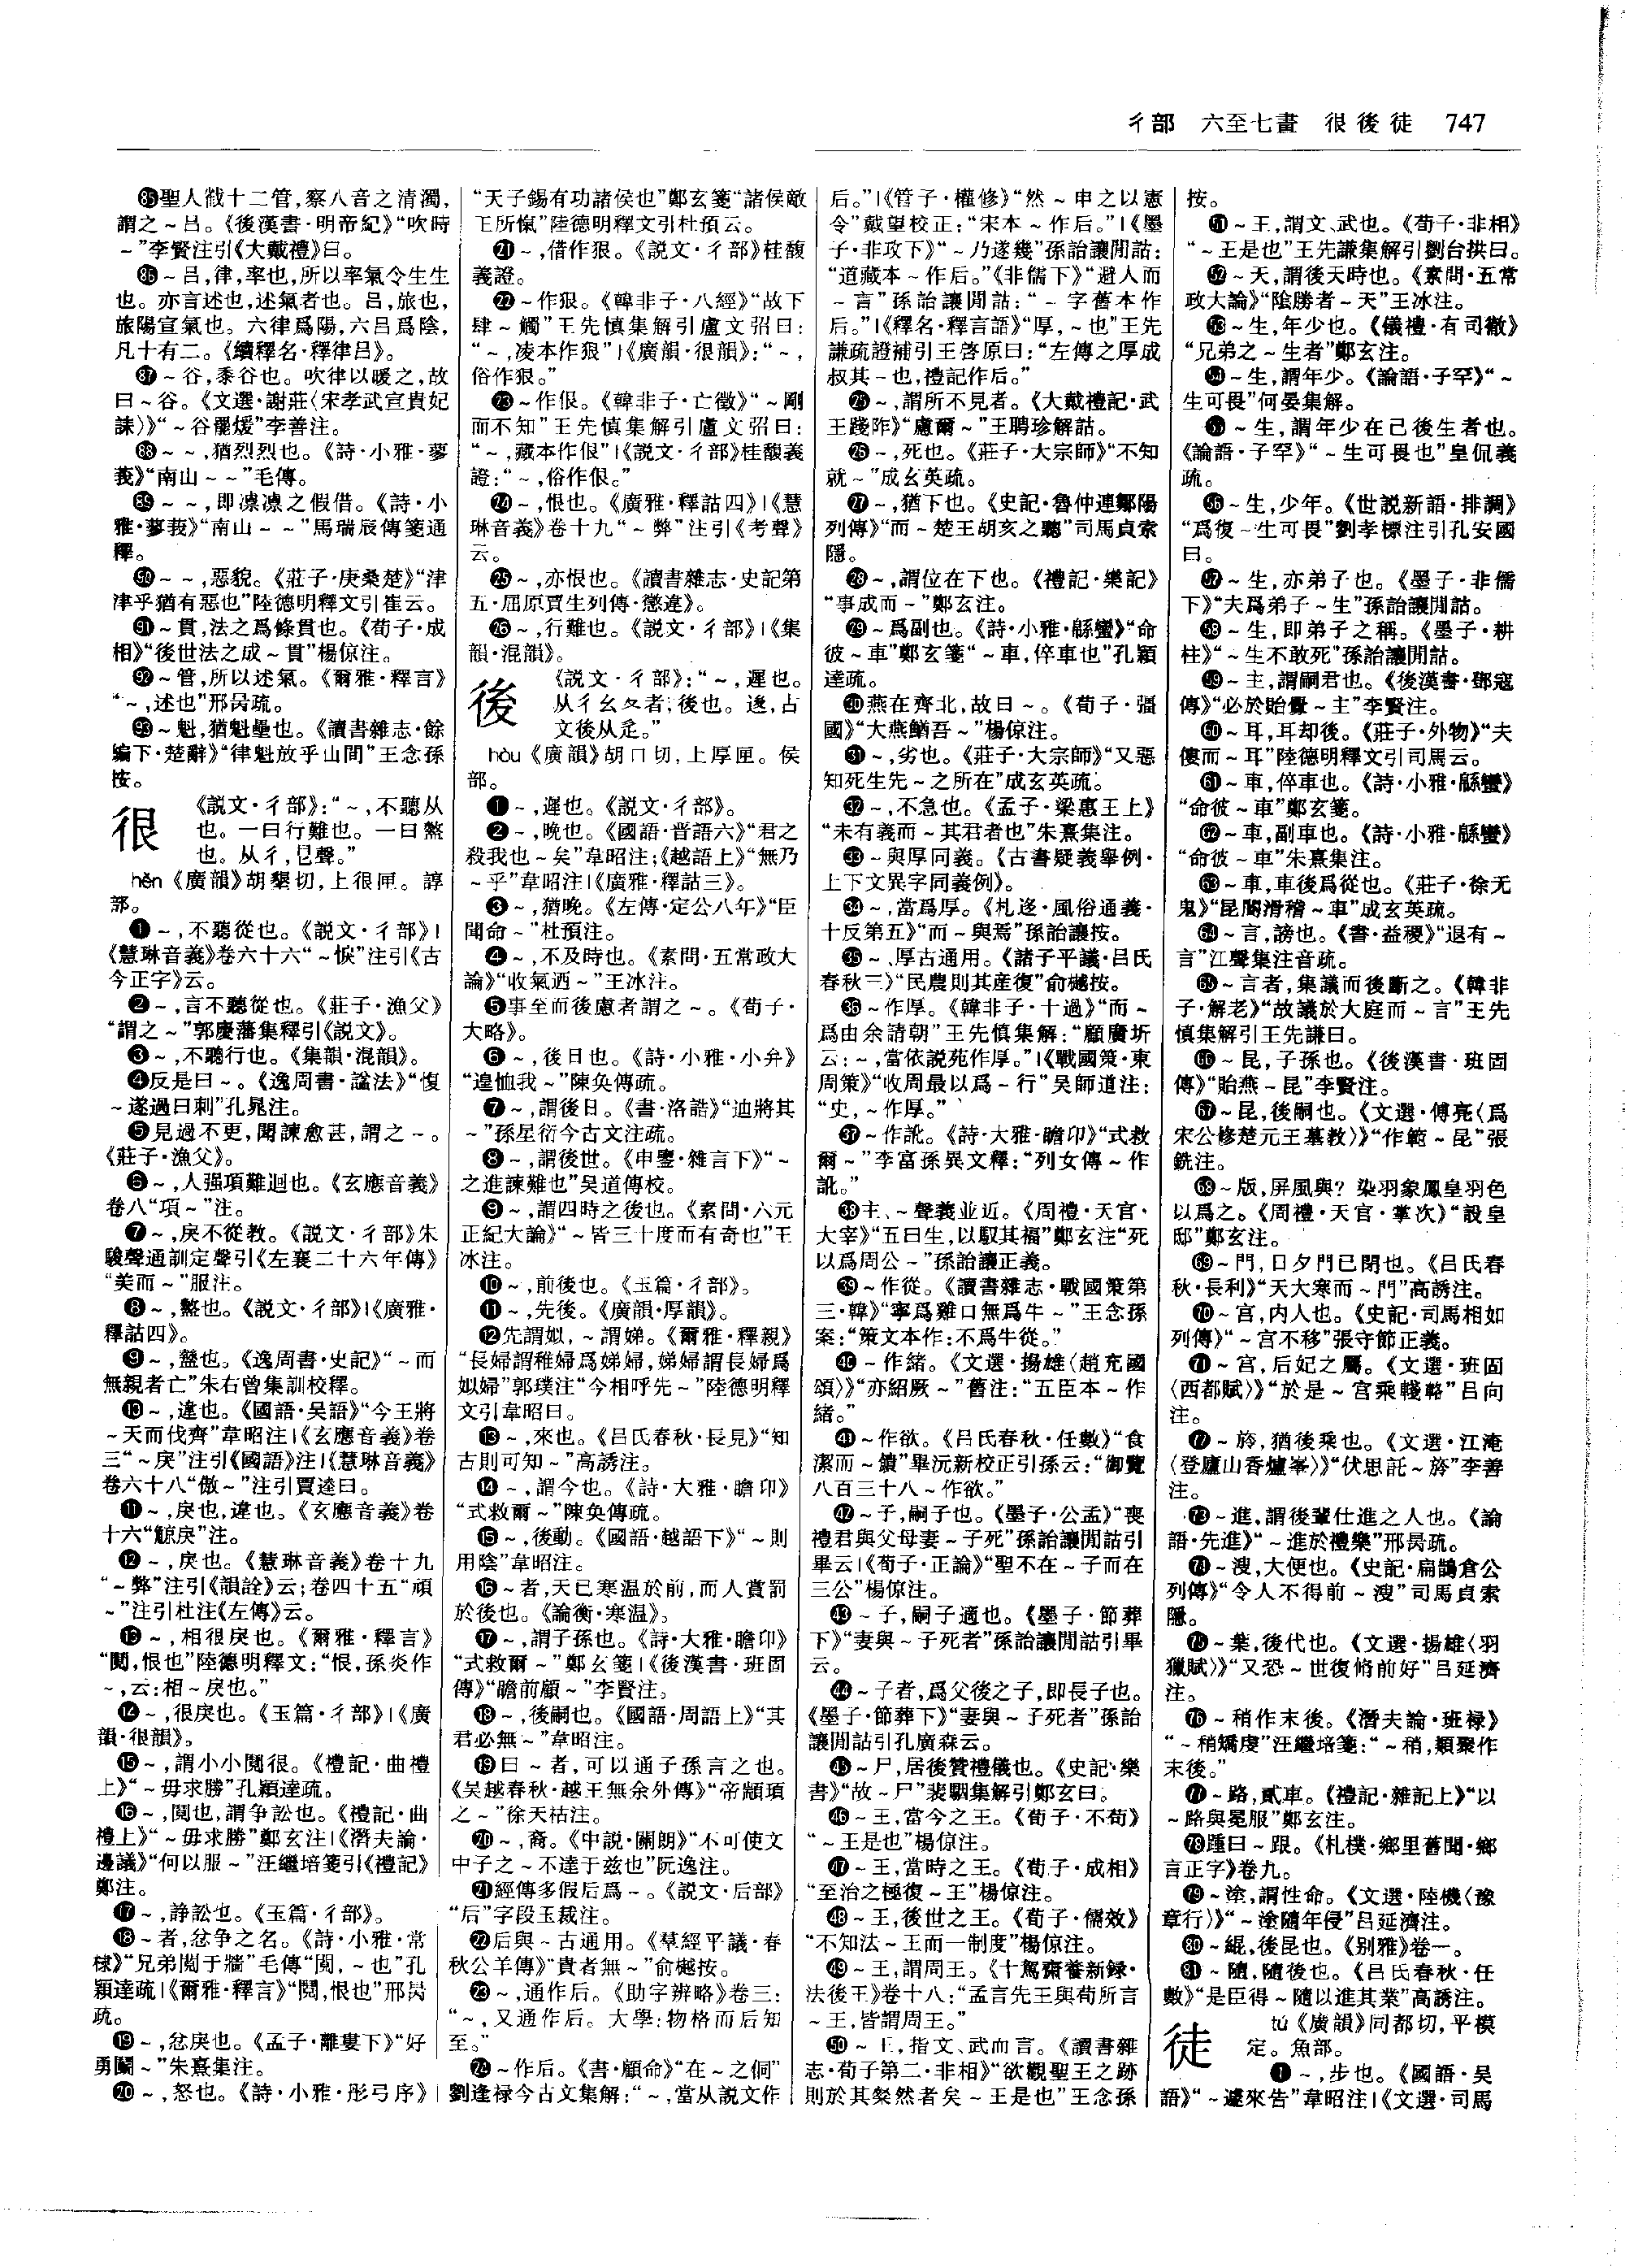 彳部　六至七畫　很後徒　747
85聖人戬十二管,察八音之清濁,
謂之～吕。《後漢書·明帝紀》“吹時
～”李賢注引《大戴禮》曰。
86～吕,律,率也,所以率氣令生生
也。亦言述也,述氣者也。吕,旅也,
旅陽宣氣也。六律爲陽,六吕爲陰,
凡十有二。《續釋名·釋律吕》。
87～谷,黍谷也。吹律以暖之,故
曰～谷。《文選·謝莊〈宋孝武宣貴妃
誄〉》“～谷罷煖”李善注。
88～～,猶烈烈也。《詩·小雅·蓼
莪》“南山～～”毛傳。
89～～,即凛凛之假借。《詩·小
雅·蓼莪》“南山～～”馬瑞辰傳箋通
釋。
90～～,惡貌。《莊子·庚桑楚》“津
津乎猶有惡也”陸德明釋文引崔云。
91～貫,法之爲條貫也。《荀子·成
相》“後世法之成～貫”楊倞注。
92～管,所以述氣。《爾雅·釋言》
“～,述也”邢昺疏。
93～魁,猶魁壘也。《讀書雜志·餘
編下·楚辭》“律魁放乎山間”王念孫
按。
很　《説文·彳部》:“～,不聽从
也。一曰行難也。一曰盭
也。从彳,㫐聲。”
hěn《廣韻》胡墾切,上很匣。諄
部。
❶～,不聽從也。《説文·彳部》|
《慧琳音義》卷六十六“～悷”注引《古
今正字》云。
❷～,言不聽從也。《莊子·漁父》
“謂之～”郭慶藩集釋引《説文》。
❸～,不聽行也。《集韻·混韻》。
❹反是曰～。《逸周書·謚法》“愎
～遂過曰刺”孔晁注。
❺見過不更,聞諫愈甚,謂之～。
《莊子·漁父》。
❻～,人强項難迴也。《玄應音義》
卷八“項～”注。
❼～,戾不從教。《説文·彳部》朱
駿聲通訓定聲引《左襄二十六年傳》
“美而～”服注。
❽～,盭也。《説文·彳部》|《廣雅·
釋詁四》。
❾～,盭也。《逸周書·史記》“～而
無親者亡”朱右曾集訓校釋。
❿～,違也。《國語·吴語》“今王將
～天而伐齊”韋昭注|《玄應音義》卷
三“～戾”注引《國語》注|《慧琳音義》
卷六十八“傲～”注引賈逵曰。
⓫～,戾也,違也。《玄應音義》卷
十六“䱛戾”注。
⓬～,戾也。《慧琳音義》卷十九
“～弊”注引《韻詮》云;卷四十五“頑
～”注引杜注《左傳》云。
⓭～,相很戾也。《爾雅·釋言》
“鬩,恨也”陸德明釋文:“恨,孫炎作
～,云:相～戾也。”
⓮～,很戾也。《玉篇·彳部》|《廣
韻·很韻》。
⓯～,謂小小鬩很。《禮記·曲禮
上》“～毋求勝”孔穎達疏。
⓰～,鬩也,謂争訟也。《禮記·曲
禮上》“～毋求勝”鄭玄注|《潛夫論·
邊議》“何以服～”汪繼培箋引《禮記》
鄭注。
⓱～,諍訟也。《玉篇·彳部》。
⓲～者,忿争之名。《詩·小雅·常
棣》“兄弟鬩于牆”毛傳“鬩,～也”孔
穎達疏|《爾雅·釋言》“鬩,恨也”邢昺
疏。
⓳～,忿戾也。《孟子·離婁下》“好
勇鬭～”朱熹集注。
⓴～,怒也。《詩·小雅·彤弓序》
“天子錫有功諸侯也”鄭玄箋“諸侯敵
王所愾”陸德明釋文引杜預云。
21～,借作狠。《説文·彳部》桂馥
義證。
22～作狠。《韓非子·八經》“故下
肆～觸”王先慎集解引盧文弨曰:
“～,凌本作狠”|《廣韻·很韻》:“～,
俗作狠。”
23～作佷。《韓非子·亡徵》“～剛
而不知”王先慎集解引盧文弨曰:
“～,藏本作佷”|《説文·彳部》桂馥義
證:“～,俗作佷。”
24～,恨也。《廣雅·釋詁四》|《慧
琳音義》卷十九“～弊”注引《考聲》
云。
25～,亦恨也。《讀書雜志·史記第
五·屈原賈生列傳·懲違》。
26～,行難也。《説文·彳部》|《集
韻·混韻》。
後　《説文·彳部》:“～,遲也。
从彳幺夊者;後也。𨒥,古
文後从辵。”
hòu《廣韻》胡口切,上厚匣。侯
部。
❶～,遲也。《説文·彳部》。
❷～,晚也。《國語·晉語六》“君之
殺我也～矣”韋昭注;《越語上》“無乃
～乎”韋昭注|《廣雅·釋詁三》。
❸～,猶晚。《左傳·定公八年》“臣
聞命～”杜預注。
❹～,不及時也。《素問·五常政大
論》“收氣迺～”王冰注。
❺事至而後慮者謂之～。《荀子·
大略》。
❻～,後日也。《詩·小雅·小弁》
“遑恤我～”陳奂傳疏。
❼～,謂後日。《書·洛誥》“迪將其
～”孫星衍今古文注疏。
❽～,謂後世。《申鑒·雜言下》“～
之進諫難也”吴道傳校。
❾～,謂四時之後也。《素問·六元
正紀大論》“～皆三十度而有奇也”王
冰注。
❿～,前後也。《玉篇·彳部》。
⓫～,先後。《廣韻·厚韻》。
⓬先謂姒,～謂娣。《爾雅·釋親》
“長婦謂稚婦爲娣婦,娣婦謂長婦爲
姒婦”郭璞注“今相呼先～”陸德明釋
文引韋昭曰。
⓭～,來也。《吕氏春秋·長見》“知
古則可知～”高誘注。
⓮～,謂今也。《詩·大雅·瞻卬》
“式救爾～”陳奂傳疏。
⓯～,後動。《國語·越語下》“～則
用陰”韋昭注。
⓰～者,天已寒温於前,而人賞罰
於後也。《論衡·寒温》。
⓱～,謂子孫也。《詩·大雅·瞻卬》
“式救爾～”鄭玄箋|《後漢書·班固
傳》“瞻前顧～”李賢注。
⓲～,後嗣也。《國語·周語上》“其
君必無～”韋昭注。
⓳曰～者,可以通子孫言之也。
《吴越春秋·越王無余外傳》“帝顓頊
之～”徐天祜注。
⓴～,裔。《中説·關朗》“不可使文
中子之～不達于兹也”阮逸注。
21經傳多假后爲～。《説文·后部》
“后”字段玉裁注。
22后與～古通用。《羣經平議·春
秋公羊傳》“貴者無～”俞樾按。
23～,通作后。《助字辨略》卷三:
“～,又通作后。大學:物格而后知
至。”
24～作后。《書·顧命》“在～之侗”
劉逢禄今古文集解:“～,當从説文作
后。”|《管子·權修》“然～申之以憲
令”戴望校正:“宋本～作后。”|《墨
子·非攻下》“～乃遂幾”孫詒讓閒詁:
“道藏本～作后。”《非儒下》“避人而
～言”孫詒讓閒詁:“～字舊本作
后。”|《釋名·釋言語》“厚,～也”王先
謙疏證補引王啓原曰:“左傳之厚成
叔其～也,禮記作后。”
25～,謂所不見者。《大戴禮記·武
王踐阼》“慮爾～”王聘珍解詁。
26～,死也。《莊子·大宗師》“不知
就～”成玄英疏。
27～,猶下也。《史記·魯仲連鄒陽
列傳》“而～楚王胡亥之聽”司馬貞索
隱。
28～,謂位在下也。《禮記·樂記》
“事成而～”鄭玄注。
29～爲副也。《詩·小雅·緜蠻》“命
彼～車”鄭玄箋“～車,倅車也”孔穎
達疏。
30燕在齊北,故曰～。《荀子·彊
國》“大燕鰌吾～”楊倞注。
31～,劣也。《莊子·大宗師》“又惡
知死生先～之所在”成玄英疏。
32～,不急也。《孟子·梁惠王上》
“未有義而～其君者也”朱熹集注。
33～與厚同義。《古書疑義舉例·
上下文異字同義例》。
34～,當爲厚。《札迻·風俗通義·
十反第五》“而～與焉”孫詒讓按。
35～、厚古通用。《諸子平議·吕氏
春秋三》“民農則其産復”俞樾按。
36～作厚。《韓非子·十過》“而～
爲由余請朝”王先慎集解:“顧廣圻
云:～,當依説苑作厚。”|《戰國策·東
周策》“收周最以爲～行”吴師道注:
“史,～作厚。”
37～作訛。《詩·大雅·瞻卬》“式救
爾～”李富孫異文釋:“列女傳～作
訛。”
38主、～聲義並近。《周禮·天官·
大宰》“五曰生,以馭其福”鄭玄注“死
以爲周公～”孫詒讓正義。
39～作從。《讀書雜志·戰國策第
三·韓》“寧爲雞口無爲牛～”王念孫
案:“策文本作:不爲牛從。”
40～作緒。《文選·揚雄〈趙充國
頌〉》“亦紹厥～”舊注:“五臣本～作
緒。”
41～作欲。《吕氏春秋·任數》“食
潔而～饋”畢沅新校正引孫云:“御覽
八百三十八～作欲。”
42～子,嗣子也。《墨子·公孟》“喪
禮君與父母妻～子死”孫詒讓閒詁引
畢云|《荀子·正論》“聖不在～子而在
三公”楊倞注。
43～子,嗣子適也。《墨子·節葬
下》“妻與～子死者”孫詒讓閒詁引畢
云。
44～子者,爲父後之子,即長子也。
《墨子·節葬下》“妻與～子死者”孫詒
讓閒詁引孔廣森云。
45～尸,居後贊禮儀也。《史記·樂
書》“故～尸”裴駰集解引鄭玄曰。
46～王,當今之王。《荀子·不苟》
“～王是也”楊倞注。
47～王,當時之王。《荀子·成相》
“至治之極復～王”楊倞注。
48～王,後世之王。《荀子·儒效》
“不知法～王而一制度”楊倞注。
49～王,謂周王。《十駕齋養新録·
法後王》卷十八:“孟言先王與荀所言
～王,皆謂周王。”
50～王,指文、武而言。《讀書雜
志·荀子第二·非相》“欲觀聖王之跡
則於其粲然者矣～王是也”王念孫
按。
51～王,謂文、武也。《荀子·非相》
“～王是也”王先謙集解引劉台拱曰。
52～天,謂後天時也。《素問·五常
政大論》“陰勝者～天”王冰注。
53～生,年少也。《儀禮·有司徹》
“兄弟之～生者”鄭玄注。
54～生,謂年少。《論語·子罕》“～
生可畏”何晏集解。
55～生,謂年少在己後生者也。
《論語·子罕》“～生可畏也”皇侃義
疏。
56～生,少年。《世説新語·排調》
“爲復～生可畏”劉孝標注引孔安國
曰。
57～生,亦弟子也。《墨子·非儒
下》“夫爲弟子～生”孫詒讓閒詁。
58～生,即弟子之稱。《墨子·耕
柱》“～生不敢死”孫詒讓閒詁。
59～主,謂嗣君也。《後漢書·鄧寇
傳》“必於貽釁～主”李賢注。
60～耳,耳却後。《莊子·外物》“末
僂而～耳”陸德明釋文引司馬云。
61～車,倅車也。《詩·小雅·緜蠻》
“命彼～車”鄭玄箋。
62～車,副車也。《詩·小雅·緜蠻》
“命彼～車”朱熹集注。
63～車,車後爲從也。《莊子·徐无
鬼》“昆閽滑稽～車”成玄英疏。
64～言,謗也。《書·益稷》“退有～
言”江聲集注音疏。
65～言者,集議而後斷之。《韓非
子·解老》“故議於大庭而～言”王先
慎集解引王先謙曰。
66～昆,子孫也。《後漢書·班固
傳》“貽燕～昆”李賢注。
67～昆,後嗣也。《文選·傅亮〈爲
宋公修楚元王墓教〉》“作範～昆”張
銑注。
68～版,屏風與？染羽象鳳皇羽色
以爲之。《周禮·天官·掌次》“設皇
邸”鄭玄注。
69～門,日夕門已閉也。《吕氏春
秋·長利》“天大寒而～門”高誘注。
70～宫,内人也。《史記·司馬相如
列傳》“～宫不移”張守節正義。
71～宫,后妃之屬。《文選·班固
〈西都賦〉》“於是～宫乘輚輅”吕向
注。
72～旍,猶後乘也。《文選·江淹
〈登廬山香爐峯〉》“伏思託～旍”李善
注。
73～進,謂後輩仕進之人也。《論
語·先進》“～進於禮樂”邢昺疏。
74～溲,大便也。《史記·扁鵲倉公
列傳》“令人不得前～溲”司馬貞索
隱。
75～葉,後代也。《文選·揚雄〈羽
獵賦〉》“又恐～世復脩前好”吕延濟
注。
76～稍作末後。《潛夫論·班禄》
“～稍矯虔”汪繼培箋:“～稍,類聚作
末後。”
77～路,貳車。《禮記·雜記上》“以
～路與冕服”鄭玄注。
78踵曰～跟。《札樸·鄉里舊聞·鄉
言正字》卷九。
79～塗,謂性命。《文選·陸機〈豫
章行〉》“～塗隨年侵”吕延濟注。
80～緄,後昆也。《别雅》卷一。
81～隨,隨後也。《吕氏春秋·任
數》“是臣得～隨以進其業”高誘注。
徒　tú《廣韻》同都切,平模
定。魚部。
❶～,步也。《國語·吴
語》“～遽來告”韋昭注|《文選·司馬